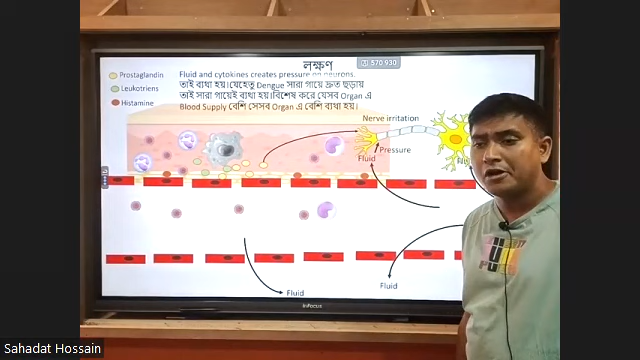 লক্ষণ
570 930
Prostaglandin
Leukotriens
Histamine
Fluid and cytokines creates pressure on neurons.
তাই ব্যথা হয়।যেহেতু Dengue সারা গায়ে দ্রুত ছড়ায়
তাই সারা গায়েই ব্যথা হয়।বিশেষ করে যেসব Organ এ
Blood Supply বেশি সেসব Organ এ বেশি ব্যথা হয়।
Nerve irritation
Pressure
Fluid
Fluid
Fluid
InFocus
Sahadat Hossain